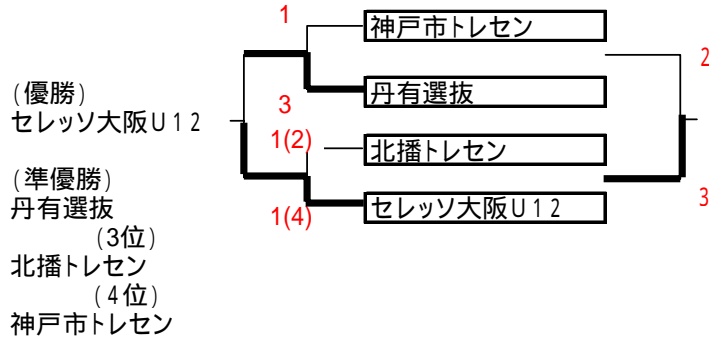 1
神戸市トレセン
2
(優勝)
セレッソ大阪U12
丹有選抜
3
1(2)
北播トレセン
(準優勝)
丹有選抜
1(4)
セレッソ大阪U12
3
(3位)
北播トレセン
(4位)
神戸市トレセン